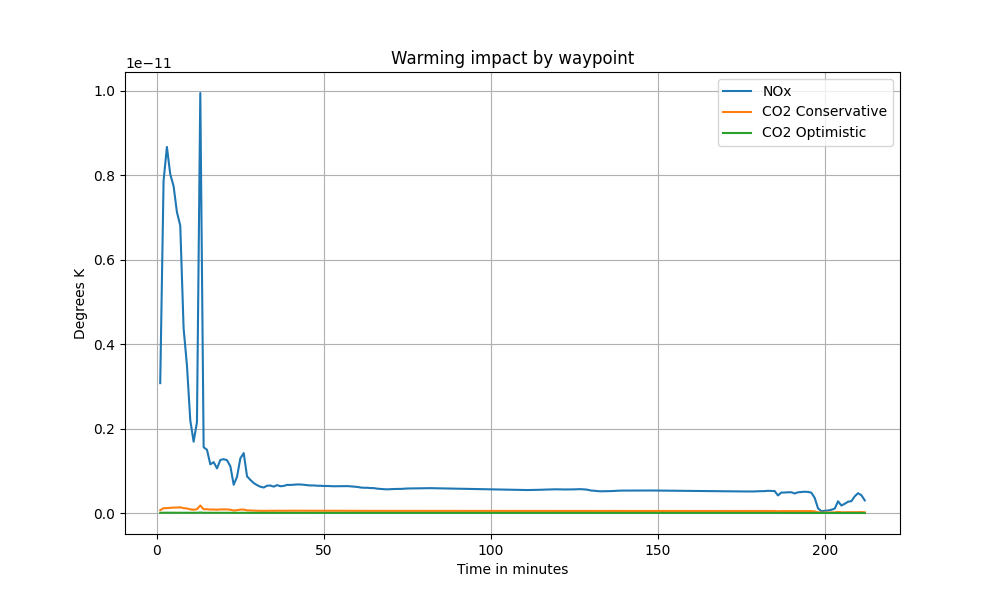 Warming impact by waypoint
1e−11
1.0
0.8
0.6
0.4
0.2
0.0
Degrees K
NOx
CO2 Conservative
CO2 Optimistic
0 50 100 150 200
Time in minutes